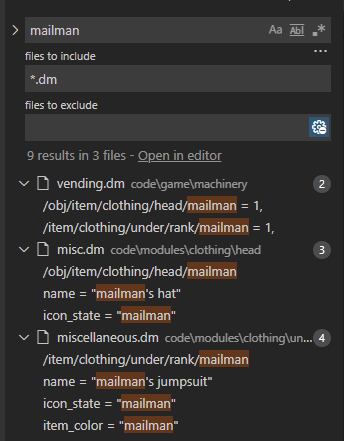 mailman
Aa Abl .*
files to include
...
*.dm
files to exclude
9 results in 3 files - Open in editor
vending.dm code\game\machinery 2
/obj/item/clothing/head/mailman = 1,
/item/clothing/under/rank/mailman = 1,
misc.dm code\modules\clothing\head 3
/obj/item/clothing/head/mailman
name = "mailman's hat"
icon_state = "mailman"
miscellaneous.dm code\modules\clothing\un... 4
/item/clothing/under/rank/mailman
name = "mailman's jumpsuit"
icon_state = "mailman"
item_color = "mailman"